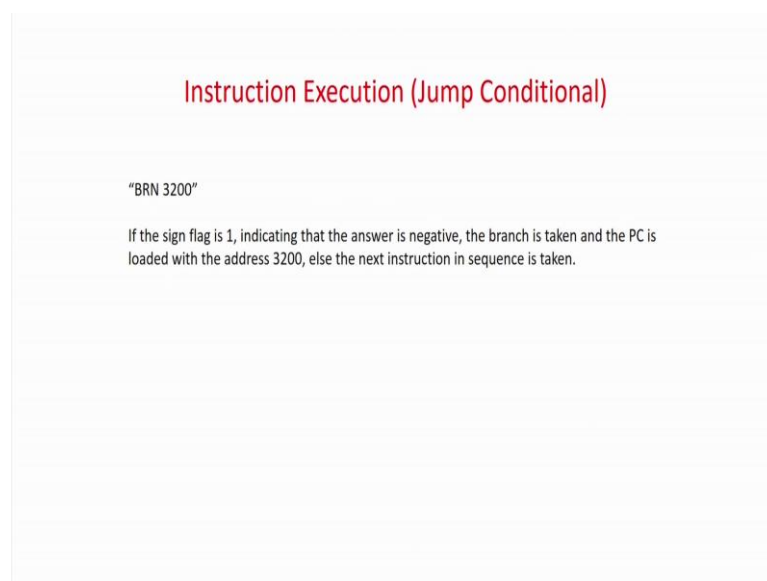 Instruction Execution (Jump Conditional)
“BRN 3200”
If the sign flag is 1, indicating that the answer is negative, the branch is taken and the PC is
loaded with the address 3200, else the next instruction in sequence is taken.